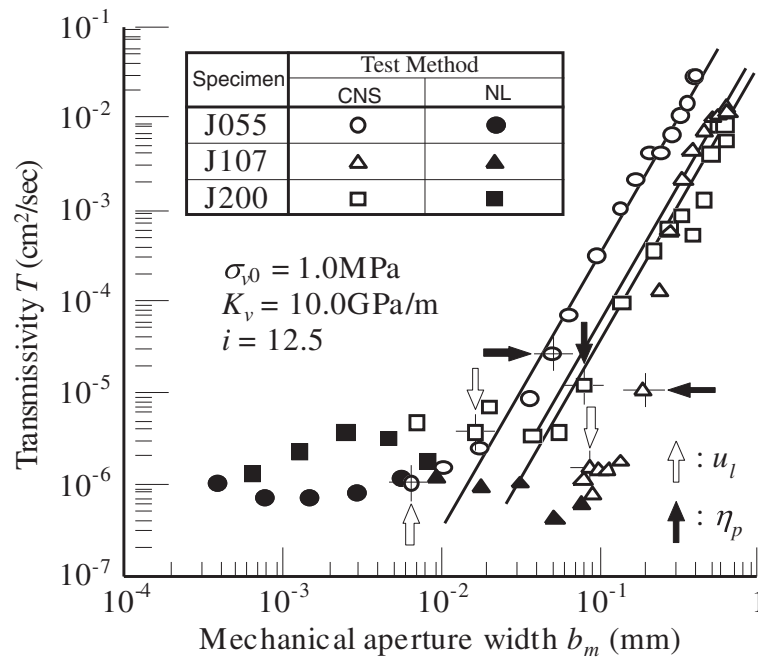 Specimen Test Method
CNS NL
J055
J107
J200
σv0 = 1.0MPa
Kv = 10.0GPa/m
i = 12.5
: ul
: ηp
Transmissivity T (cm²/sec)
10⁻¹
10⁻²
10⁻³
10⁻⁴
10⁻⁵
10⁻⁶
10⁻⁷
10⁻⁴ 10⁻³ 10⁻² 10⁻¹ 1
Mechanical aperture width bm (mm)